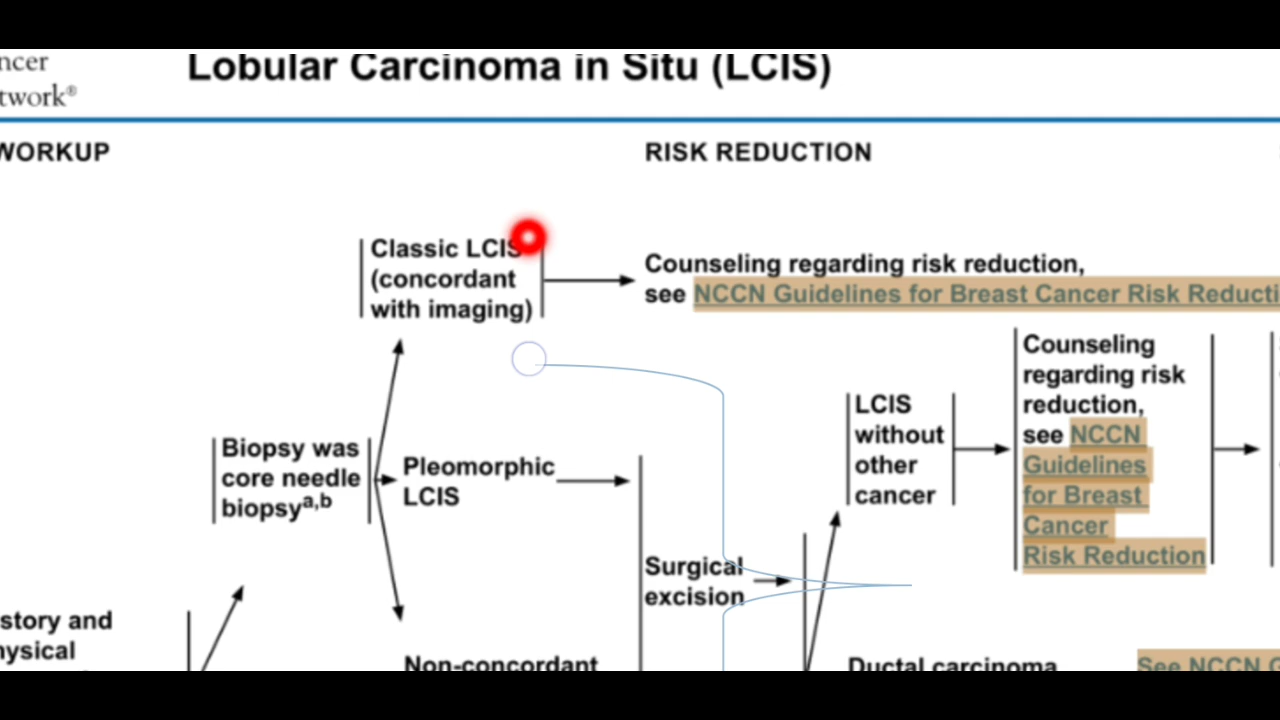 ncer
Lobular Carcinoma in Situ (LCIS)
twork®
WORKUP
RISK REDUCTION
Classic LCIS
(concordant
with imaging)
Counseling regarding risk reduction,
see NCCN Guidelines for Breast Cancer Risk Reducti
Counseling
regarding risk
reduction,
see NCCN
Guidelines
for Breast
Cancer
Risk Reduction
LCIS
without
other
cancer
Biopsy was
core needle
biopsya,b
Pleomorphic
LCIS
Surgical
excision
story and
hysical
Non-concordant
Ductal carcinoma
See NCCN G